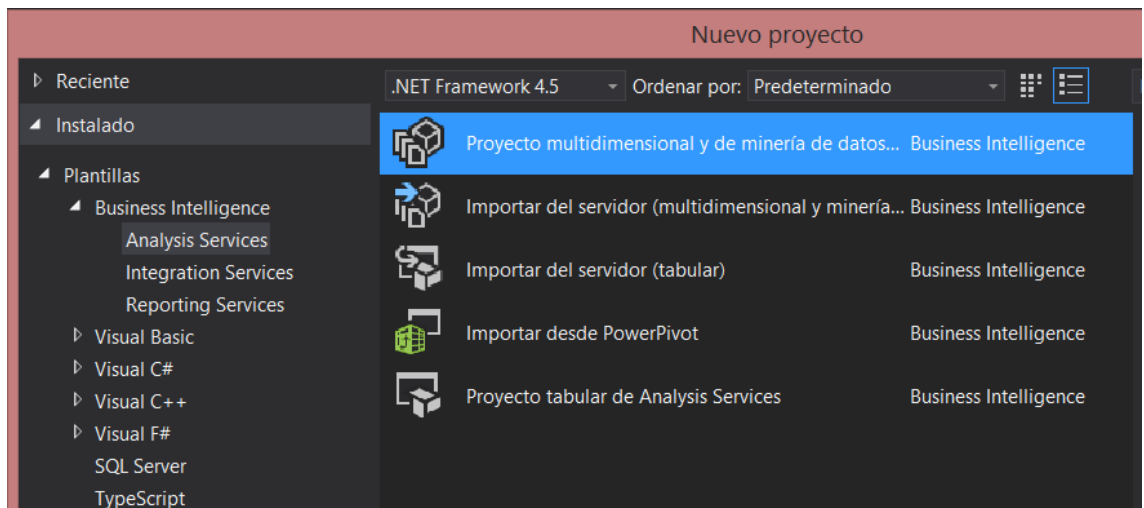 Nuevo proyecto
Reciente
Instalado
Plantillas
Business Intelligence
Analysis Services
Integration Services
Reporting Services
Visual Basic
Visual C#
Visual C++
Visual F#
SQL Server
TypeScript
.NET Framework 4.5 Ordenar por: Predeterminado
Proyecto multidimensional y de minería de datos... Business Intelligence
Importar del servidor (multidimensional y minería... Business Intelligence
Importar del servidor (tabular) Business Intelligence
Importar desde PowerPivot Business Intelligence
Proyecto tabular de Analysis Services Business Intelligence